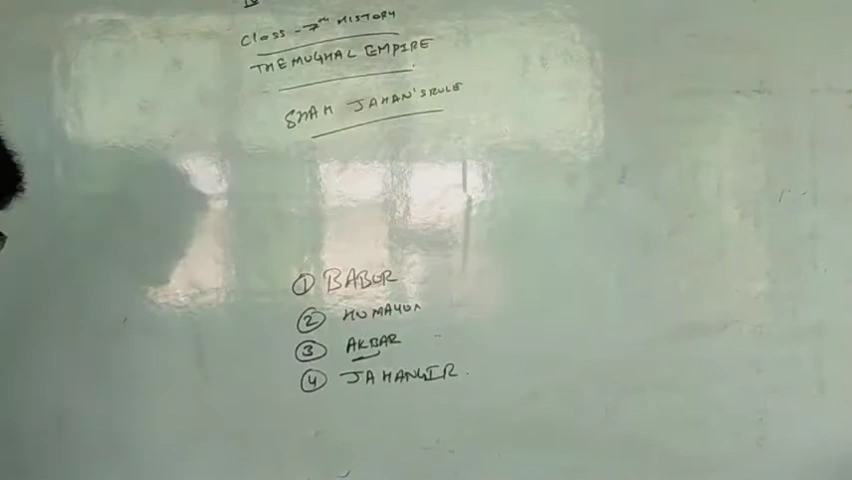 Class - 7th HISTORY
THE MUGHAL EMPIRE
SHAH JAHAN'S RULE
① BABUR
② HUMAYUN
③ AKBAR
④ JAHANGIR.